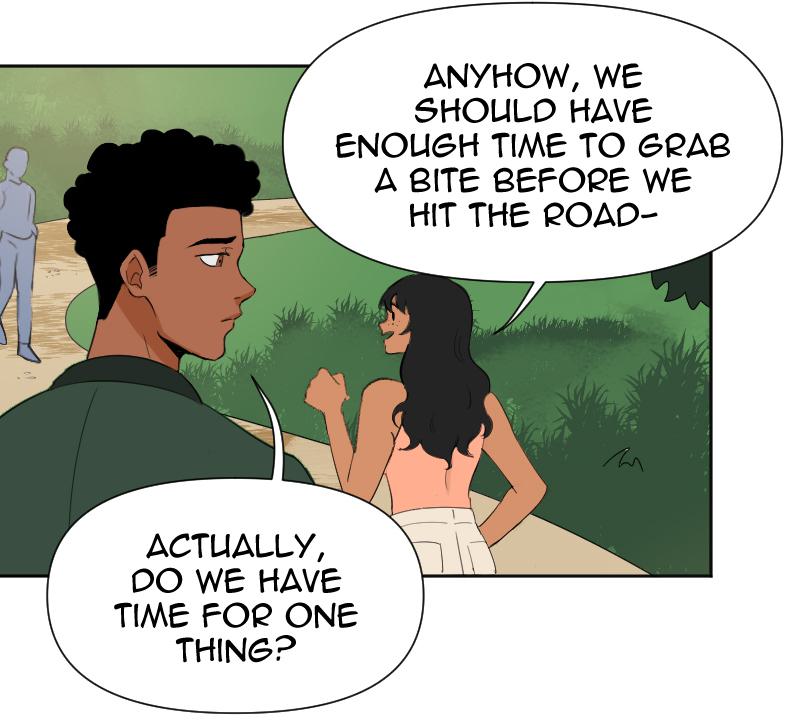 ANYHOW, WE
SHOULD HAVE
ENOUGH TIME TO GRAB
A BITE BEFORE WE
HIT THE ROAD-
ACTUALLY,
DO WE HAVE
TIME FOR ONE
THING?